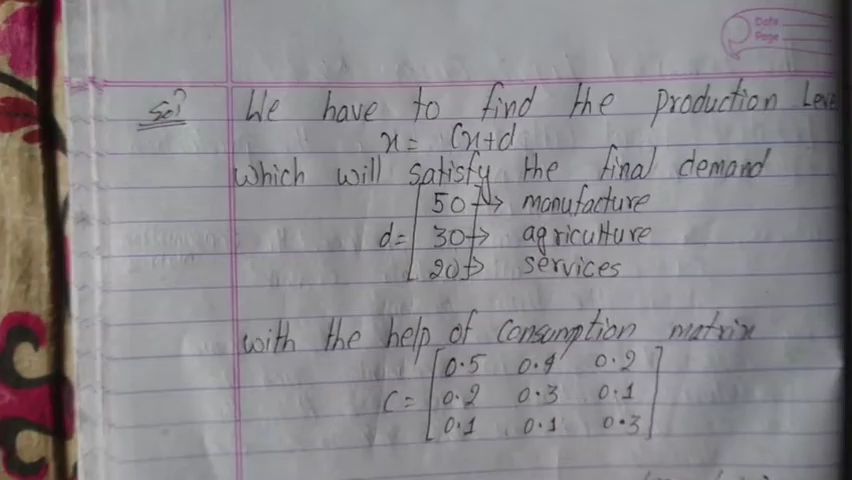 Date
Page
Sol
We have to find the production Leve
x = Cx+d
which will satisfy the final demand
50 → manufacture
d = 30 → agriculture
20 → services
with the help of consumption matrix
0.5 0.4 0.2
C = 0.2 0.3 0.1
0.1 0.1 0.3